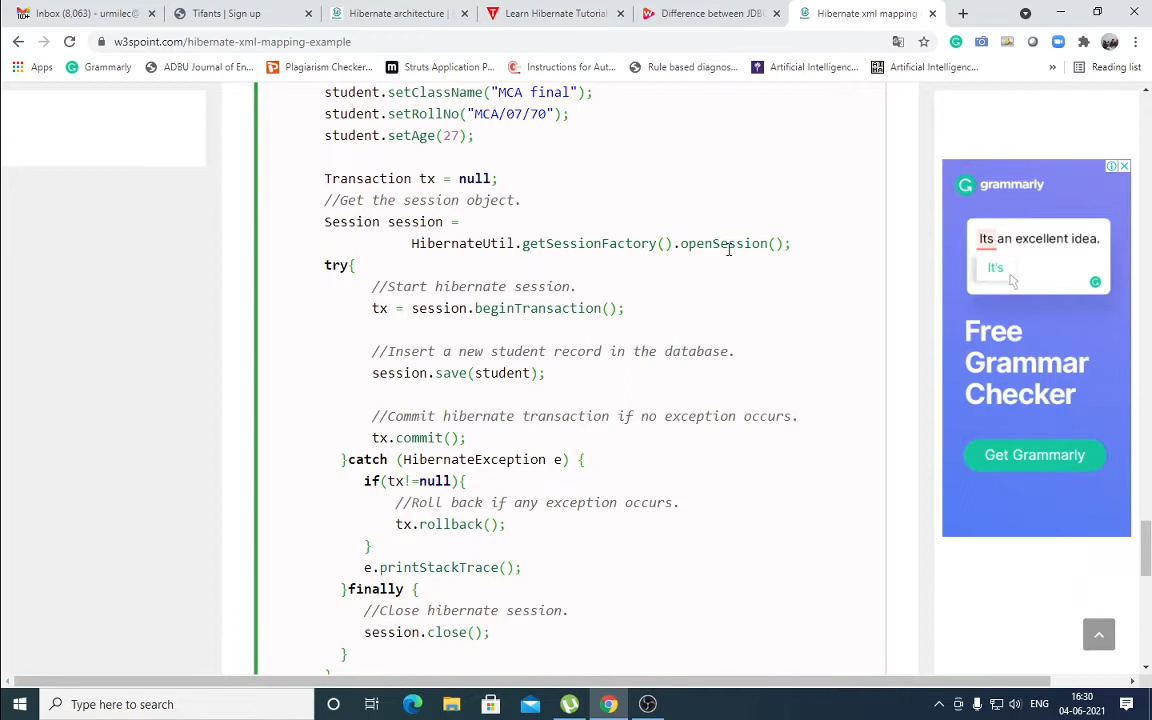 Inbox (8,063) - urmilec@
Tifants | Sign up
Hibernate architecture |
Learn Hibernate Tutorial
Difference between JDBC
Hibernate xml mapping
w3spoint.com/hibernate-xml-mapping-example
Apps
Grammarly
ADBU Journal of En...
Plagiarism Checker...
Struts Application P...
Instructions for Aut...
Rule based diagnos...
Artificial Intelligenc...
Artificial Intelligenc...
»
Reading list
student.setClassName("MCA final");
student.setRollNo("MCA/07/70");
student.setAge(27);
Transaction tx = null;
//Get the session object.
Session session =
HibernateUtil.getSessionFactory().openSession();
try{
//Start hibernate session.
tx = session.beginTransaction();
//Insert a new student record in the database.
session.save(student);
//Commit hibernate transaction if no exception occurs.
tx.commit();
}catch (HibernateException e) {
if(tx!=null){
//Roll back if any exception occurs.
tx.rollback();
}
e.printStackTrace();
}finally {
//Close hibernate session.
session.close();
}
grammarly
Its an excellent idea.
It's
Free
Grammar
Checker
Get Grammarly
Type here to search
ENG
16:30
04-06-2021